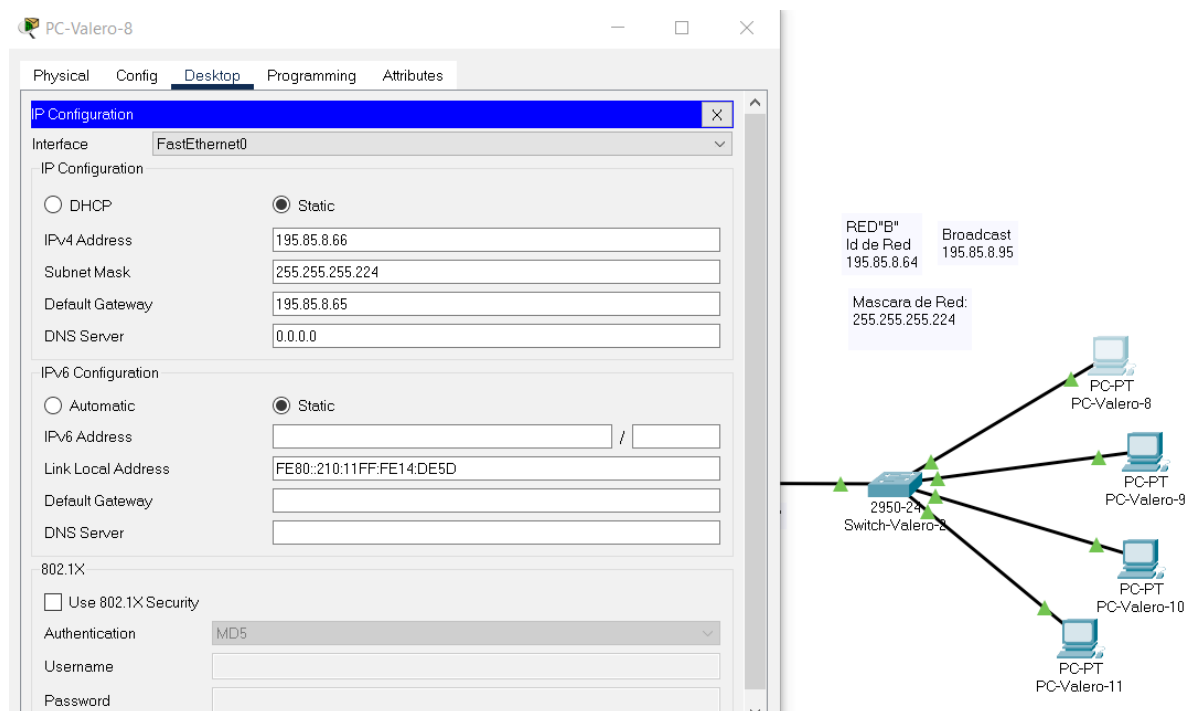 PC-Valero-8
Physical Config Desktop Programming Attributes
IP Configuration X
Interface FastEthernet0
IP Configuration
DHCP Static
IPv4 Address 195.85.8.66
Subnet Mask 255.255.255.224
Default Gateway 195.85.8.65
DNS Server 0.0.0.0
IPv6 Configuration
Automatic Static
IPv6 Address /
Link Local Address FE80::210:11FF:FE14:DE5D
Default Gateway
DNS Server
802.1X
Use 802.1X Security
Authentication MD5
Username
Password
RED"B"
Id de Red
195.85.8.64
Broadcast
195.85.8.95
Mascara de Red:
255.255.255.224
PC-PT
PC-Valero-8
PC-PT
PC-Valero-9
2950-24
Switch-Valero-2
PC-PT
PC-Valero-10
PC-PT
PC-Valero-11